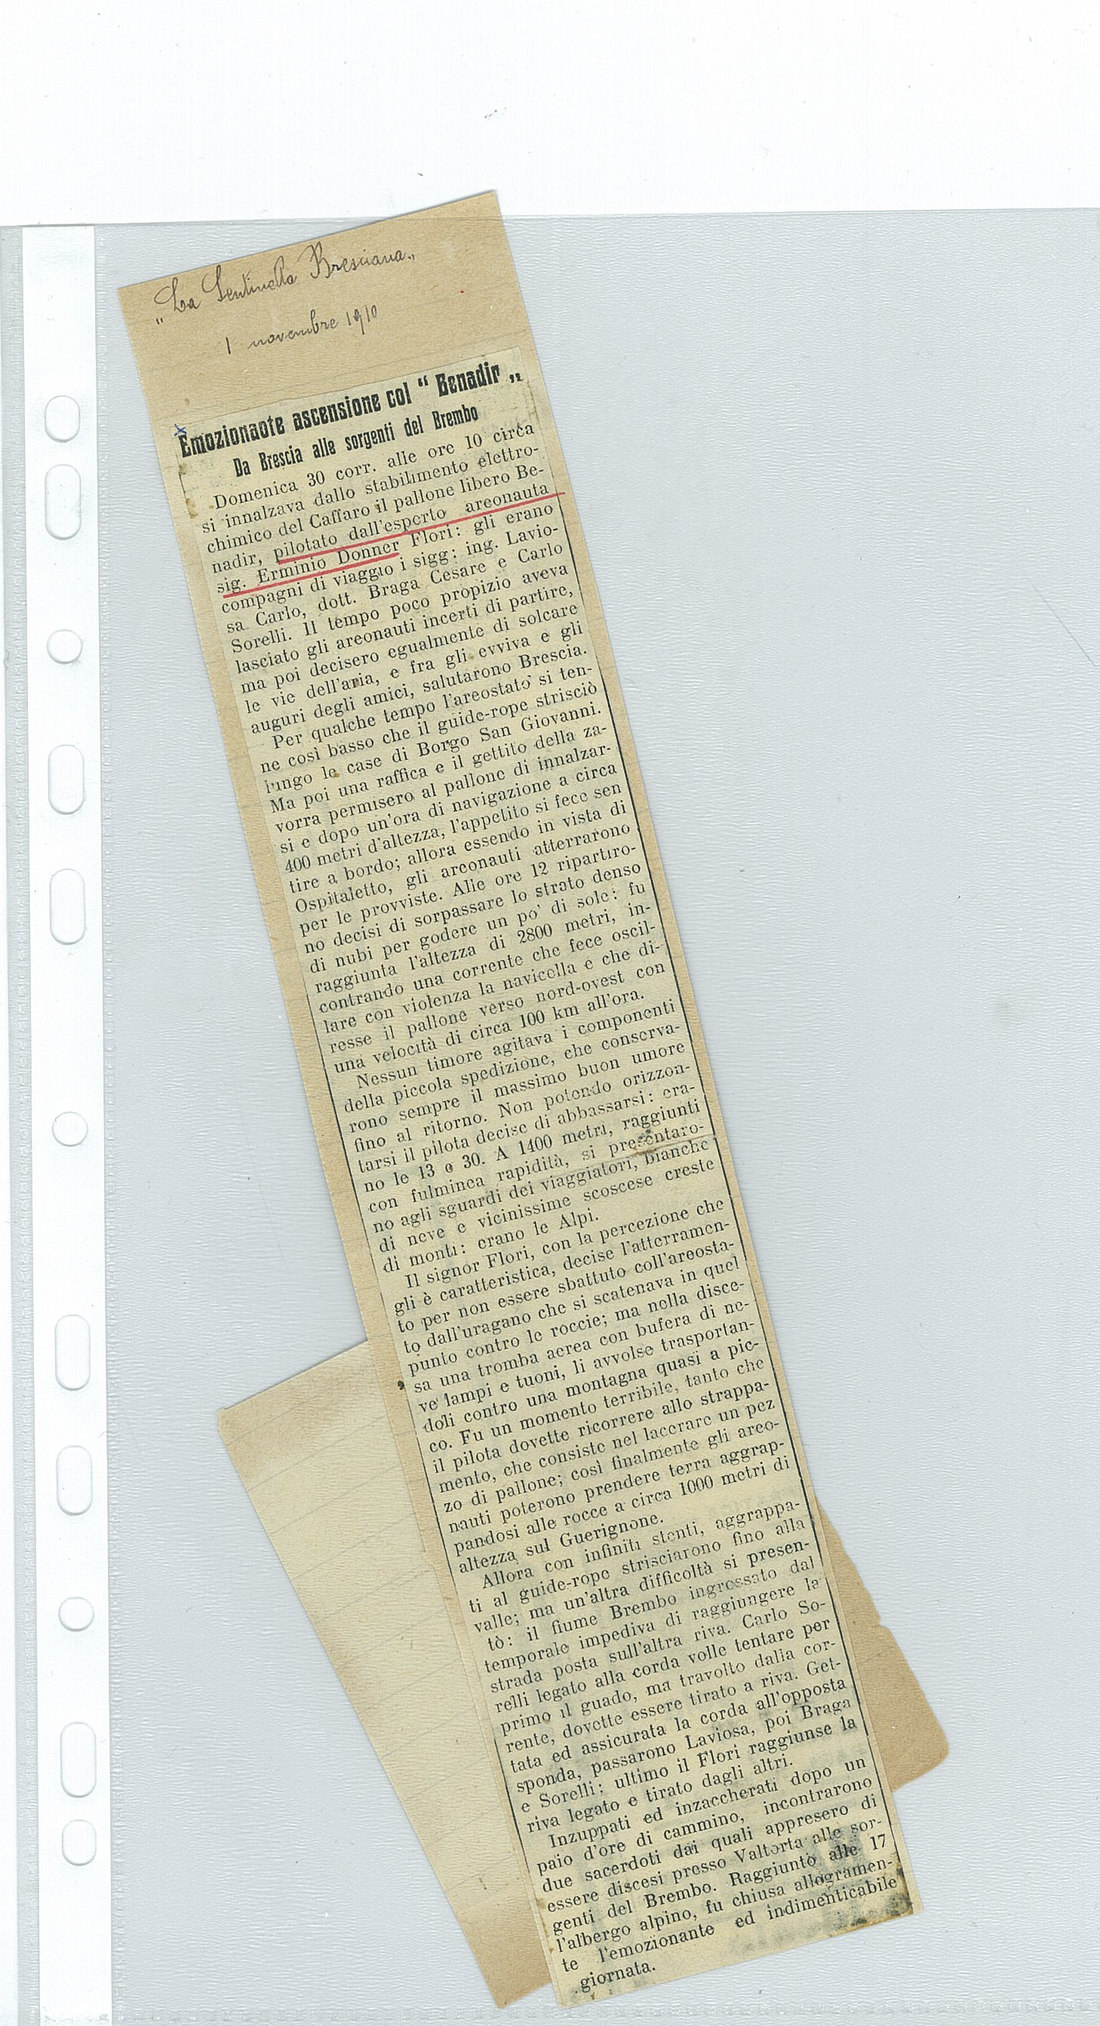 „La Sentinella Bresciana„
1 novembre 1910
x
Emozionaote ascensione col “ Benadir „
Da Brescia alle sorgenti del Brembo
Domenica 30 corr. alle ore 10 circa
si innalzava dallo stabilimento elettro-
chimico del Caffaro il pallone libero Be-
nadir, pilotato dall'esperto areonauta
sig. Erminio Donner Flori: gli erano
compagni di viaggio i sigg: ing. Lavio-
sa Carlo, dott. Braga Cesare e Carlo
Sorelli. Il tempo poco propizio aveva
lasciato gli areonauti incerti di partire,
ma poi decisero egualmente di solcare
le vie dell'aria, e fra gli evviva e gli
auguri degli amici, salutarono Brescia.
Per qualche tempo l'areostato si ten-
ne così basso che il guide-rope strisciò
lungo le case di Borgo San Giovanni.
Ma poi una raffica e il gettito della za-
vorra permisero al pallone di innalzar-
si e dopo un'ora di navigazione a circa
400 metri d'altezza, l'appetito si fece sen
tire a bordo; allora essendo in vista di
Ospitaletto, gli areonauti atterrarono
per le provviste. Alle ore 12 ripartiro-
no decisi di sorpassare lo strato denso
di nubi per godere un po' di sole: fu
raggiunta l'altezza di 2800 metri, in-
contrando una corrente che fece oscil-
lare con violenza la navicella e che di-
resse il pallone verso nord-ovest con
una velocità di circa 100 km all'ora.
Nessun timore agitava i componenti
della piccola spedizione, che conserva-
rono sempre il massimo buon umore
fino al ritorno. Non potendo orizzon-
tarsi il pilota decise di abbassarsi: era-
no le 13 e 30. A 1400 metri, raggiunti
con fulminea rapidità, si presentaro-
no agli sguardi dei viaggiatori, bianche
di neve e vicinissime scoscese creste
di monti: erano le Alpi.
Il signor Flori, con la percezione che
gli è caratteristica, decise l'atterramen-
to per non essere sbattuto coll'areosta-
to dall'uragano che si scatenava in quel
punto contro le roccie; ma nella disce-
sa una tromba aerea con bufera di ne-
ve lampi e tuoni, li avvolse trasportan-
doli contro una montagna quasi a pic-
co. Fu un momento terribile, tanto che
il pilota dovette ricorrere allo strappa-
mento, che consiste nel lacerare un pez
zo di pallone; così finalmente gli areo-
nauti poterono prendere terra aggrap-
pandosi alle rocce a circa 1000 metri di
altezza sul Guerignone.
Allora con infiniti stenti, aggrappa-
ti al guide-rope strisciarono fino alla
valle; ma un'altra difficoltà si presen-
tò: il fiume Brembo ingrossato dal
temporale impediva di raggiungere la
strada posta sull'altra riva. Carlo So-
relli legato alla corda volle tentare per
primo il guado, ma travolto dalla cor-
rente, dovette essere tirato a riva. Get-
tata ed assicurata la corda all'opposta
sponda, passarono Laviosa, poi Braga
e Sorelli; ultimo il Flori raggiunse la
riva legato e tirato dagli altri.
Inzuppati ed inzaccherati dopo un
paio d'ore di cammino, incontrarono
due sacerdoti dai quali appresero di
essere discesi presso Valtorta alle sor-
genti del Brembo. Raggiunto alle 17
l'albergo alpino, fu chiusa allegramen-
te l'emozionante ed indimenticabile
giornata.